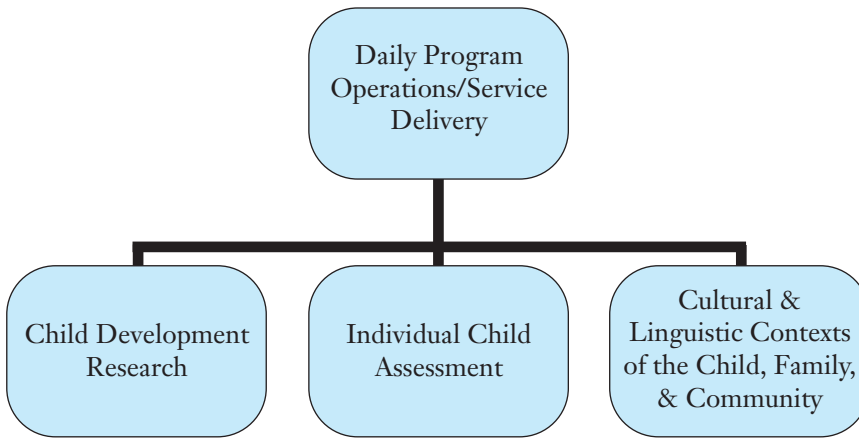 Daily Program
Operations/Service
Delivery
Child Development
Research
Individual Child
Assessment
Cultural &
Linguistic Contexts
of the Child, Family,
& Community